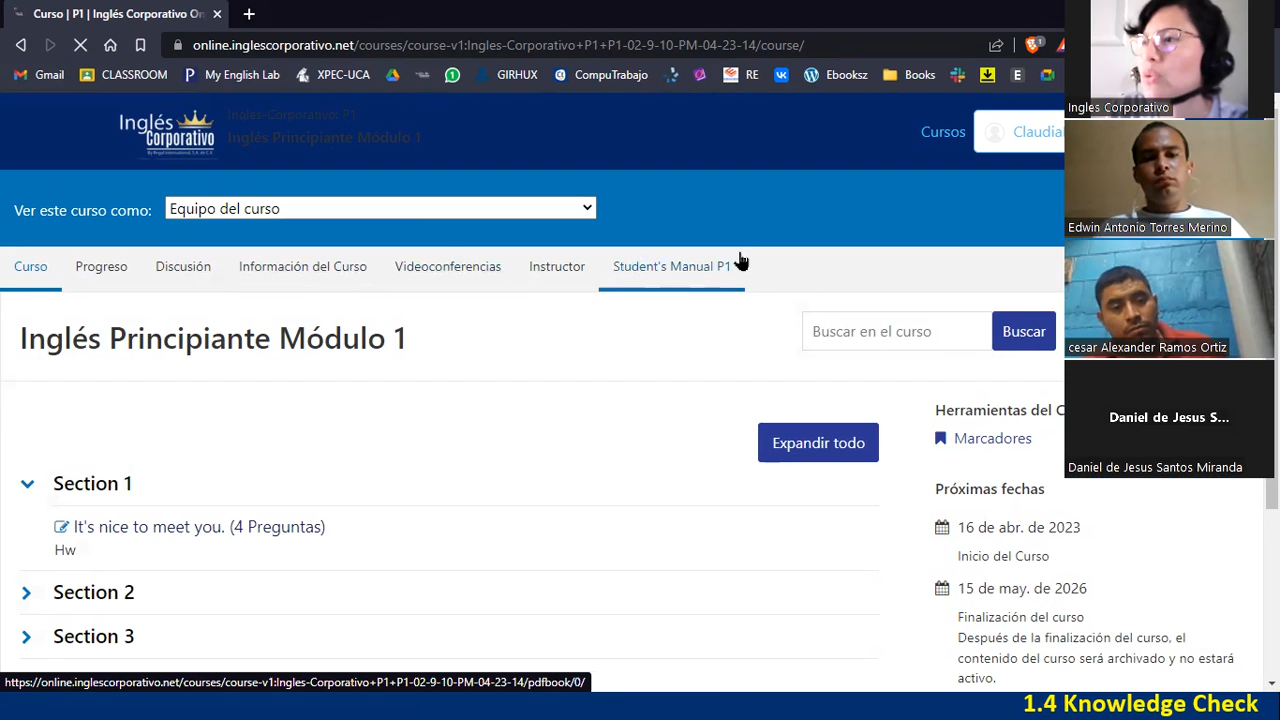 Curso | P1 | Inglés Corporativo On
online.inglescorporativo.net/courses/course-v1:Ingles-Corporativo+P1+P1-02-9-10-PM-04-23-14/course/
Gmail CLASSROOM My English Lab XPEC-UCA GIRHUX CompuTrabajo RE Ebooksz Books
Inglés Corporativo
Ingles-Corporativo: P1
Inglés Principiante Módulo 1
Cursos Claudia
Ver este curso como: Equipo del curso
Curso Progreso Discusión Información del Curso Videoconferencias Instructor Student's Manual P1
Inglés Principiante Módulo 1
Buscar en el curso Buscar
Expandir todo
Section 1
It's nice to meet you. (4 Preguntas)
Hw
Section 2
Section 3
Herramientas del C
Marcadores
Próximas fechas
16 de abr. de 2023
Inicio del Curso
15 de may. de 2026
Finalización del curso
Después de la finalización del curso, el
contenido del curso será archivado y no estará
activo.
https://online.inglescorporativo.net/courses/course-v1:Ingles-Corporativo+P1+P1-02-9-10-PM-04-23-14/pdfbook/0/
Ingles Corporativo
Edwin Antonio Torres Merino
cesar Alexander Ramos Ortiz
Daniel de Jesus S...
Daniel de Jesus Santos Miranda
1.4 Knowledge Check